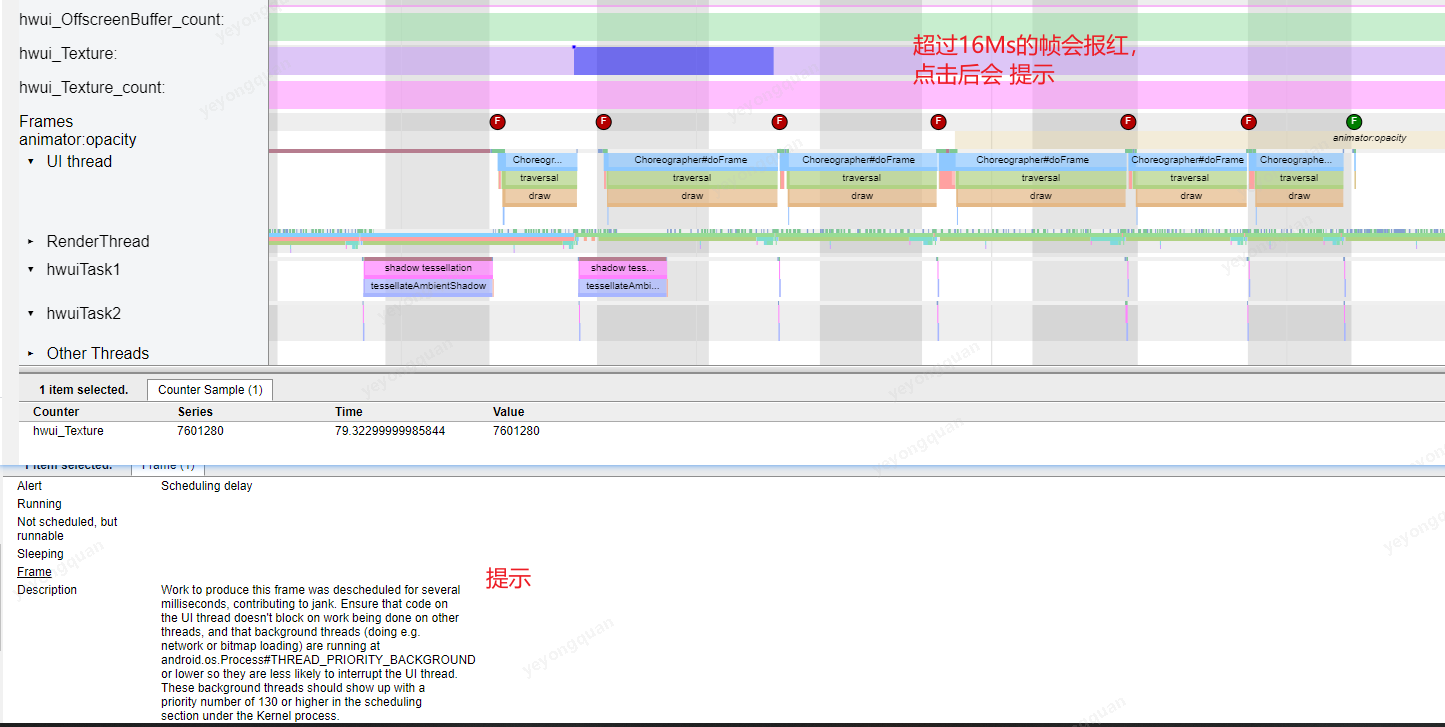 hwui_OffscreenBuffer_count:
hwui_Texture:
超过16Ms的帧会报红,
点击后会 提示
hwui_Texture_count:
Frames
F F F F F F F
animator:opacity
animator:opacity
▾ UI thread
Choreogr... Choreographer#doFrame Choreographer#doFrame Choreographer#doFrame Choreographer#doFrame Choreographe...
traversal traversal traversal traversal traversal traversal
draw draw draw draw draw draw
▸ RenderThread
▾ hwuiTask1
shadow tessellation shadow tess...
tessellateAmbientShadow tessellateAmbi...
▾ hwuiTask2
▸ Other Threads
1 item selected. Counter Sample (1)
Counter Series Time Value
hwui_Texture 7601280 79.32299999985844 7601280
1 item selected. Frame (1)
Alert Scheduling delay
Running
Not scheduled, but
runnable
Sleeping
Frame
提示
Description Work to produce this frame was descheduled for several
milliseconds, contributing to jank. Ensure that code on
the UI thread doesn't block on work being done on other
threads, and that background threads (doing e.g.
network or bitmap loading) are running at
android.os.Process#THREAD_PRIORITY_BACKGROUND
or lower so they are less likely to interrupt the UI thread.
These background threads should show up with a
priority number of 130 or higher in the scheduling
section under the Kernel process.
yeyongquan